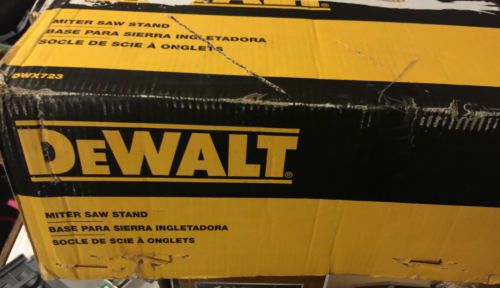 DEWALT
MITER SAW STAND
BASE PARA SIERRA INGLETADORA
SOCLE DE SCIE À ONGLETS
DWX723
DEWALT®
MITER SAW STAND
BASE PARA SIERRA INGLETADORA
SOCLE DE SCIE À ONGLETS